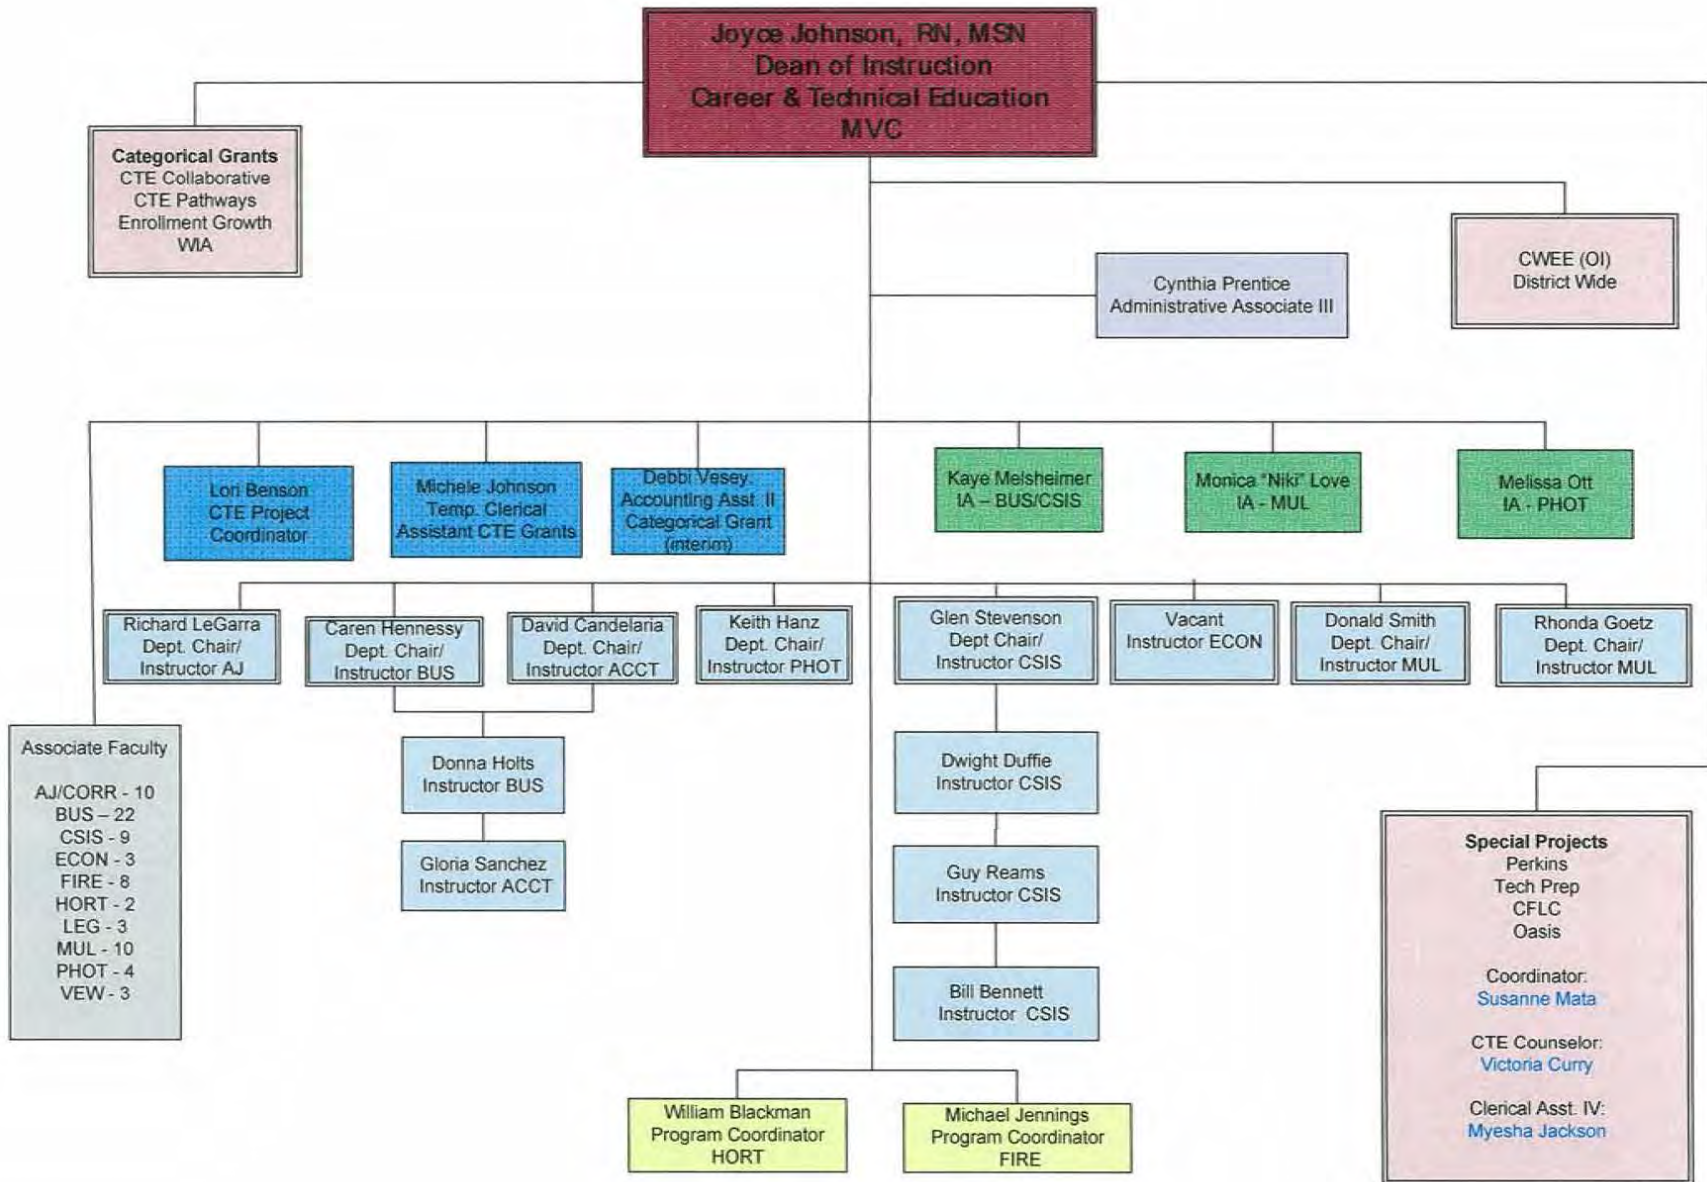 Joyce Johnson, RN, MSN
Dean of Instruction
Career & Technical Education
MVC
Categorical Grants
CTE Collaborative
CTE Pathways
Enrollment Growth
WIA
CWEE (OI)
District Wide
Cynthia Prentice
Administrative Associate III
Lori Benson
CTE Project
Coordinator
Michele Johnson
Temp. Clerical
Assistant CTE Grants
Debbi Vesey.
Accounting Asst II
Categorical Grant
(interim)
Kaye Melsheimer
IA – BUS/CSIS
Monica "Niki" Love
IA - MUL
Melissa Ott
IA - PHOT
Richard LeGarra
Dept. Chair/
Instructor AJ
Caren Hennessy
Dept. Chair/
Instructor BUS
David Candelaria
Dept. Chair/
Instructor ACCT
Keith Hanz
Dept. Chair/
Instructor PHOT
Glen Stevenson
Dept Chair/
Instructor CSIS
Vacant
Instructor ECON
Donald Smith
Dept. Chair/
Instructor MUL
Rhonda Goetz
Dept. Chair/
Instructor MUL
Associate Faculty
AJ/CORR - 10
BUS – 22
CSIS - 9
ECON - 3
FIRE - 8
HORT - 2
LEG - 3
MUL - 10
PHOT - 4
VEW - 3
Donna Holts
Instructor BUS
Gloria Sanchez
Instructor ACCT
Dwight Duffie
Instructor CSIS
Guy Reams
Instructor CSIS
Bill Bennett
Instructor CSIS
Special Projects
Perkins
Tech Prep
CFLC
Oasis
Coordinator:
Susanne Mata
CTE Counselor:
Victoria Curry
Clerical Asst. IV:
Myesha Jackson
William Blackman
Program Coordinator
HORT
Michael Jennings
Program Coordinator
FIRE